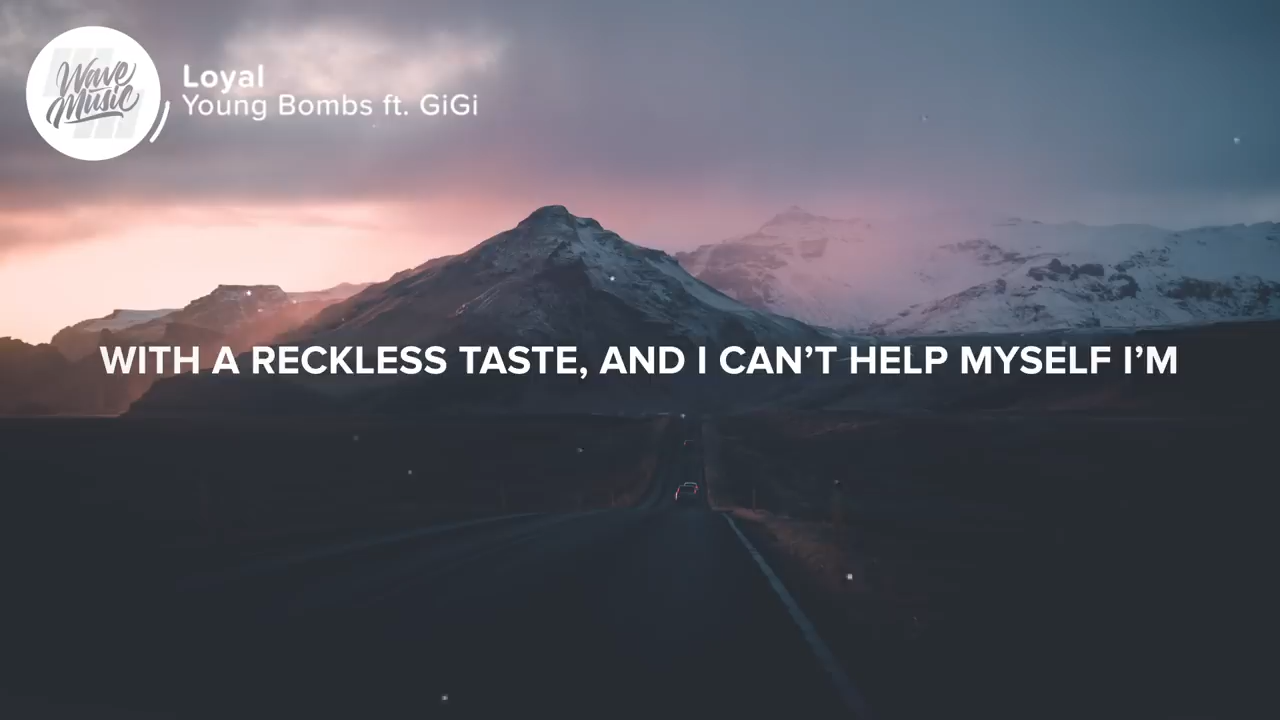 Wave
Music
Loyal
Young Bombs ft. GiGi
WITH A RECKLESS TASTE, AND I CAN’T HELP MYSELF I’M